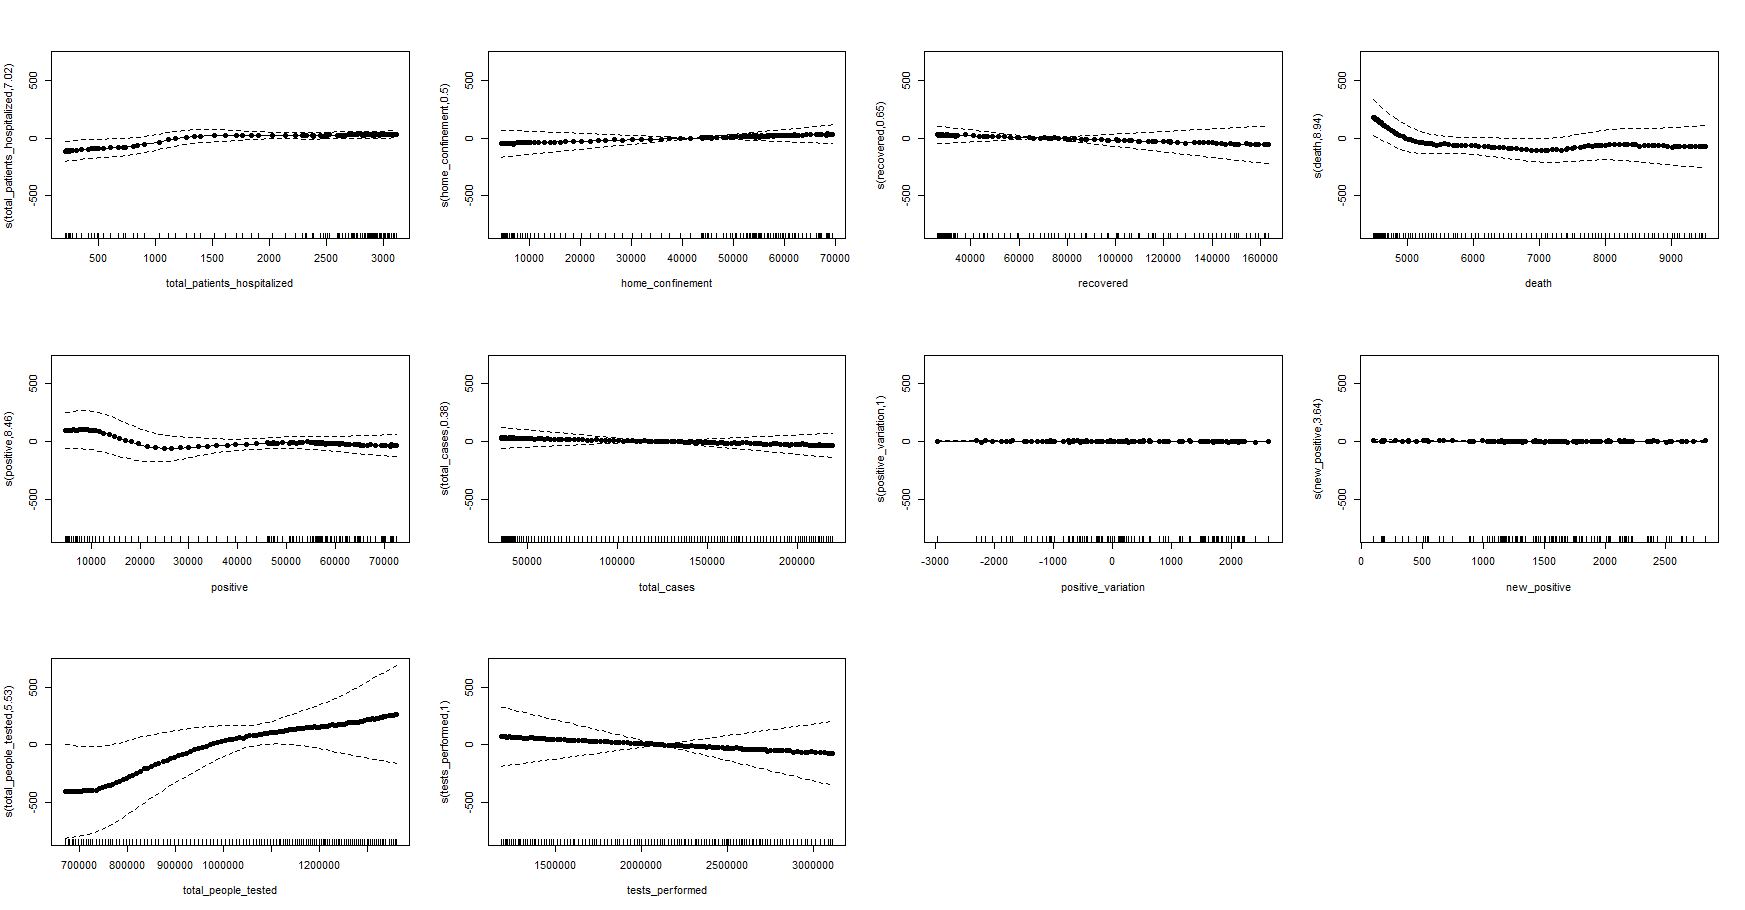 s(total_patients_hospitalized,7.02)
500
0
-500
500 1000 1500 2000 2500 3000
total_patients_hospitalized
s(home_confinement,0.5)
500
0
-500
10000 20000 30000 40000 50000 60000 70000
home_confinement
s(recovered,0.65)
500
0
-500
40000 60000 80000 100000 120000 140000 160000
recovered
s(death,8.94)
500
0
-500
5000 6000 7000 8000 9000
death
s(positive,8.46)
500
0
-500
10000 20000 30000 40000 50000 60000 70000
positive
s(total_cases,0.38)
500
0
-500
50000 100000 150000 200000
total_cases
s(positive_variation,1)
500
0
-500
-3000 -2000 -1000 0 1000 2000
positive_variation
s(new_positive,3.64)
500
0
-500
0 500 1000 1500 2000 2500
new_positive
s(total_people_tested,5.53)
500
0
-500
700000 800000 900000 1000000 1200000
total_people_tested
s(tests_performed,1)
500
0
-500
1500000 2000000 2500000 3000000
tests_performed